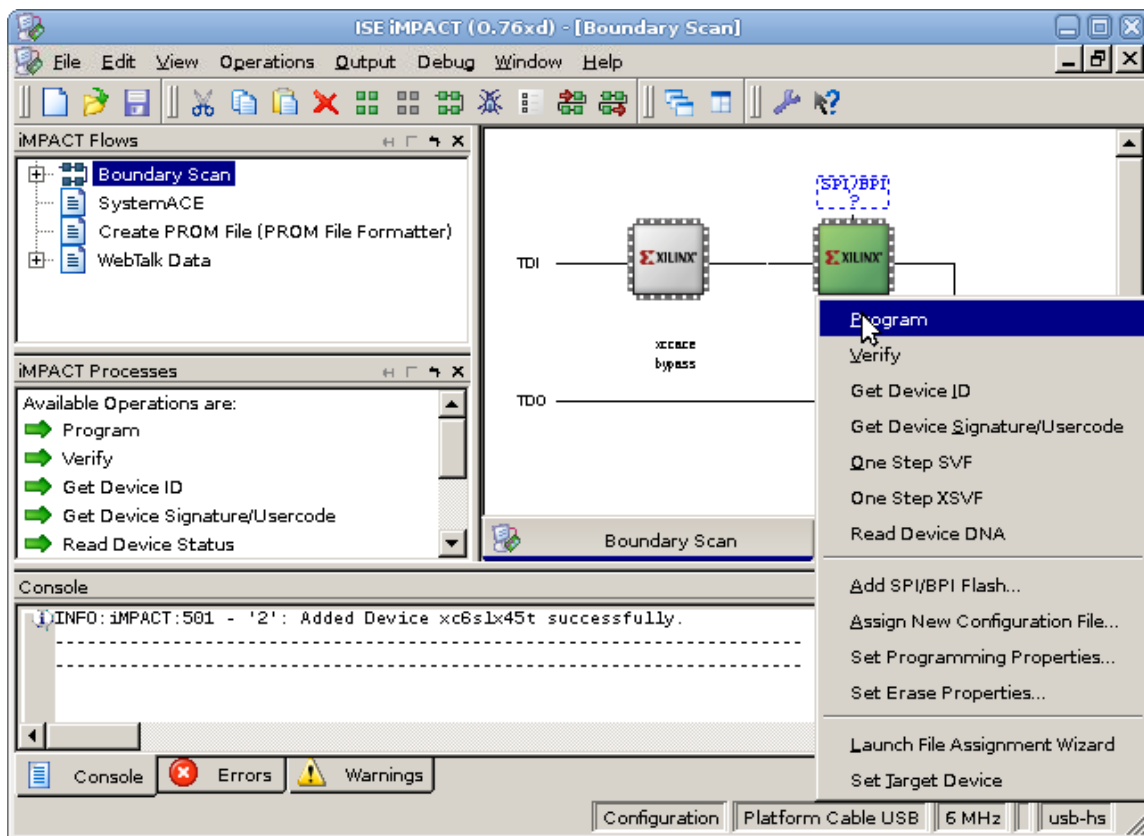 ISE iMPACT (0.76xd) - [Boundary Scan]
File Edit View Operations Output Debug Window Help
iMPACT Flows
Boundary Scan
SystemACE
Create PROM File (PROM File Formatter)
WebTalk Data
iMPACT Processes
Available Operations are:
Program
Verify
Get Device ID
Get Device Signature/Usercode
Read Device Status
SPI/BPI
?
TDI
XILINX
XILINX
xccace
bypass
TDO
Boundary Scan
Program
Verify
Get Device ID
Get Device Signature/Usercode
One Step SVF
One Step XSVF
Read Device DNA
Add SPI/BPI Flash...
Assign New Configuration File...
Set Programming Properties...
Set Erase Properties...
Launch File Assignment Wizard
Set Target Device
Console
INFO:iMPACT:501 - '2': Added Device xc6slx45t successfully.
----------------------------------------------------------------------
----------------------------------------------------------------------
Console Errors Warnings
Configuration Platform Cable USB 6 MHz usb-hs